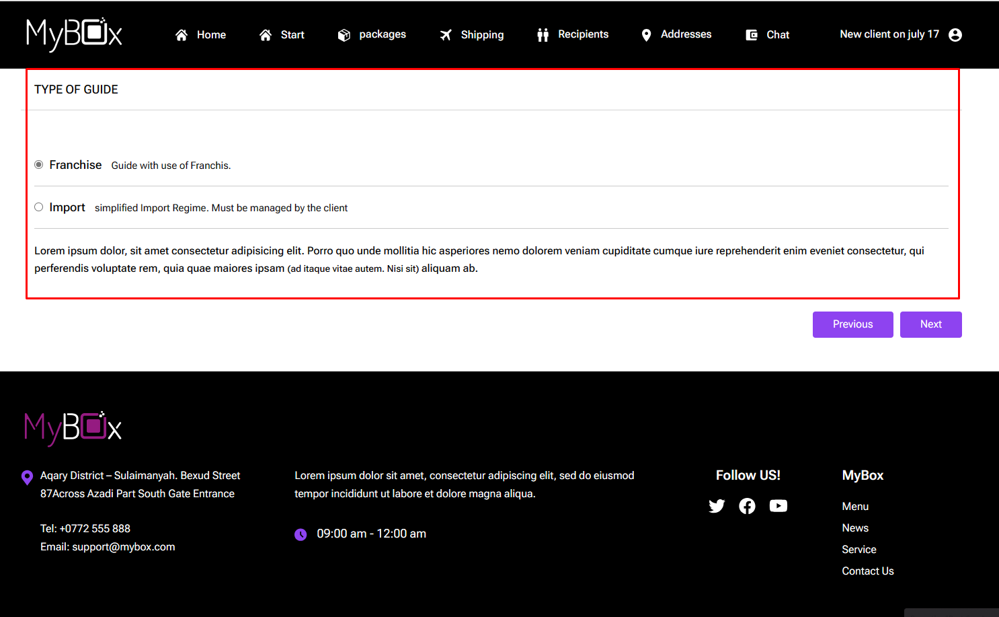 MyBox
Home
Start
packages
Shipping
Recipients
Addresses
Chat
New client on july 17
TYPE OF GUIDE
Franchise Guide with use of Franchis.
Import simplified Import Regime. Must be managed by the client
Lorem ipsum dolor, sit amet consectetur adipisicing elit. Porro quo unde mollitia hic asperiores nemo dolorem veniam cupiditate cumque iure reprehenderit enim eveniet consectetur, qui
perferendis voluptate rem, quia quae maiores ipsam (ad itaque vitae autem. Nisi sit) aliquam ab.
Previous
Next
MyBox
Aqary District – Sulaimanyah. Bexud Street
87Across Azadi Part South Gate Entrance
Tel: +0772 555 888
Email: support@mybox.com
Lorem ipsum dolor sit amet, consectetur adipiscing elit, sed do eiusmod
tempor incididunt ut labore et dolore magna aliqua.
09:00 am - 12:00 am
Follow US!
MyBox
Menu
News
Service
Contact Us